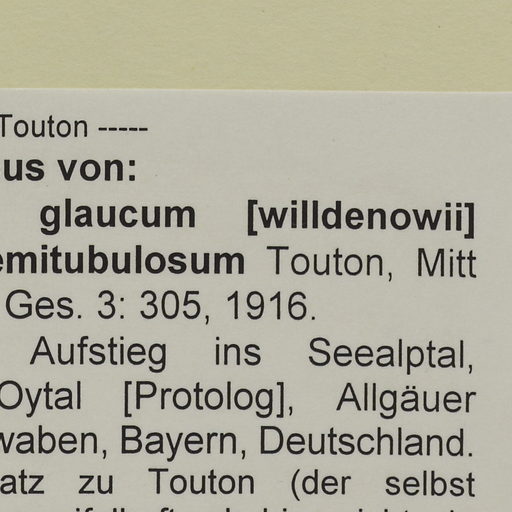 Touton -----
us von:
glaucum [willdenowii]
emitubulosum Touton, Mitt
Ges. 3: 305, 1916.
Aufstieg ins Seealptal,
Oytal [Protolog], Allgäuer
waben, Bayern, Deutschland.
atz zu Touton (der selbst